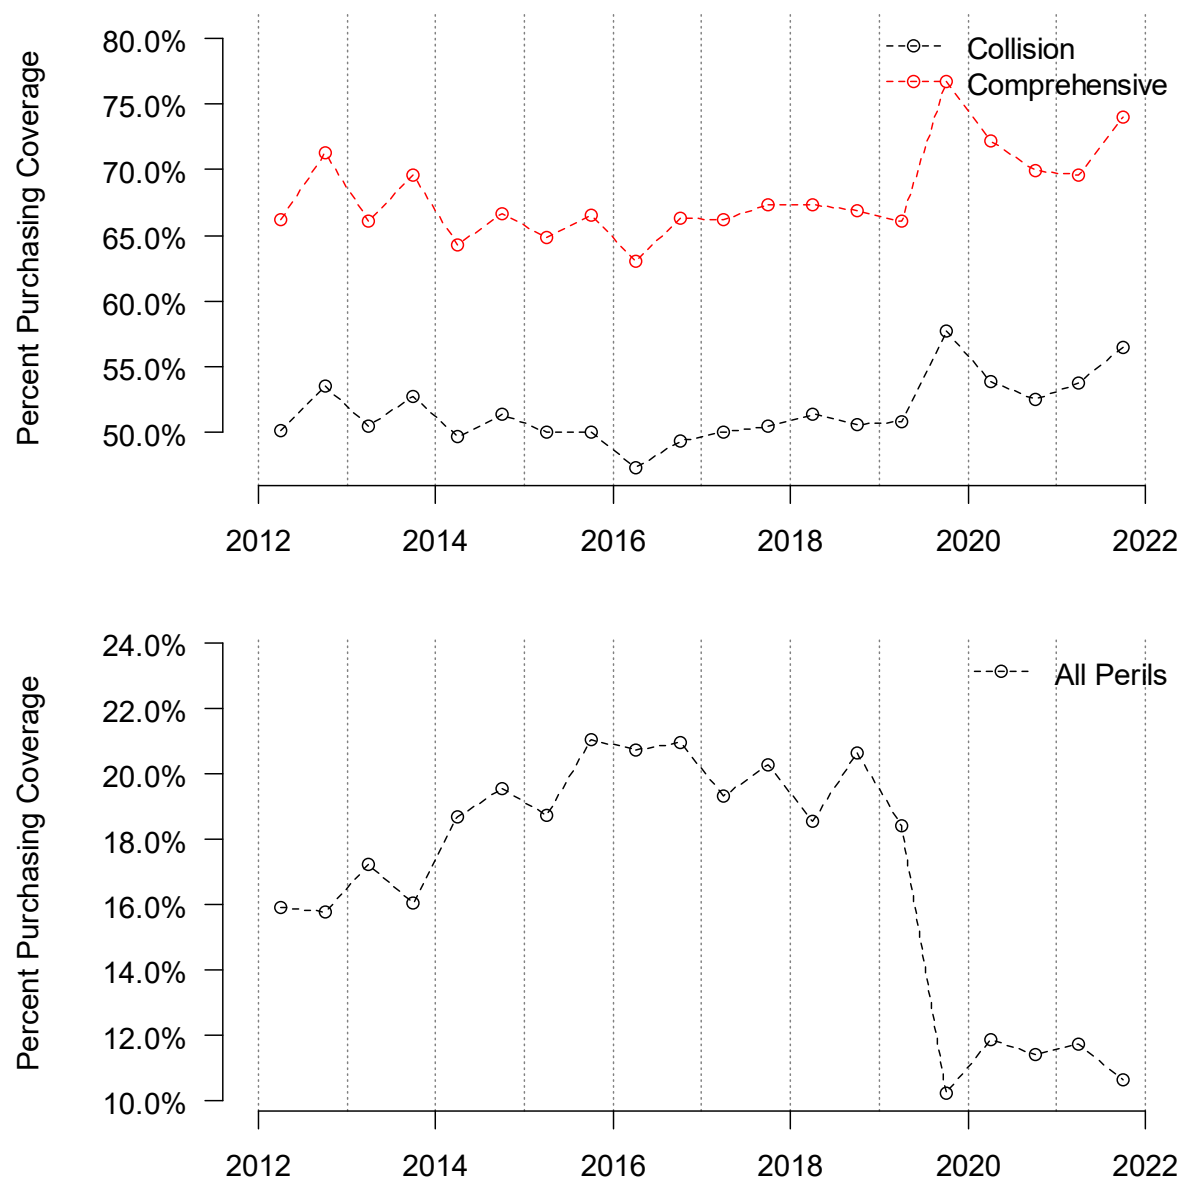 Percent Purchasing Coverage
80.0%
75.0%
70.0%
65.0%
60.0%
55.0%
50.0%
Collision
Comprehensive
2012 2014 2016 2018 2020 2022
Percent Purchasing Coverage
24.0%
22.0%
20.0%
18.0%
16.0%
14.0%
12.0%
10.0%
All Perils
2012 2014 2016 2018 2020 2022